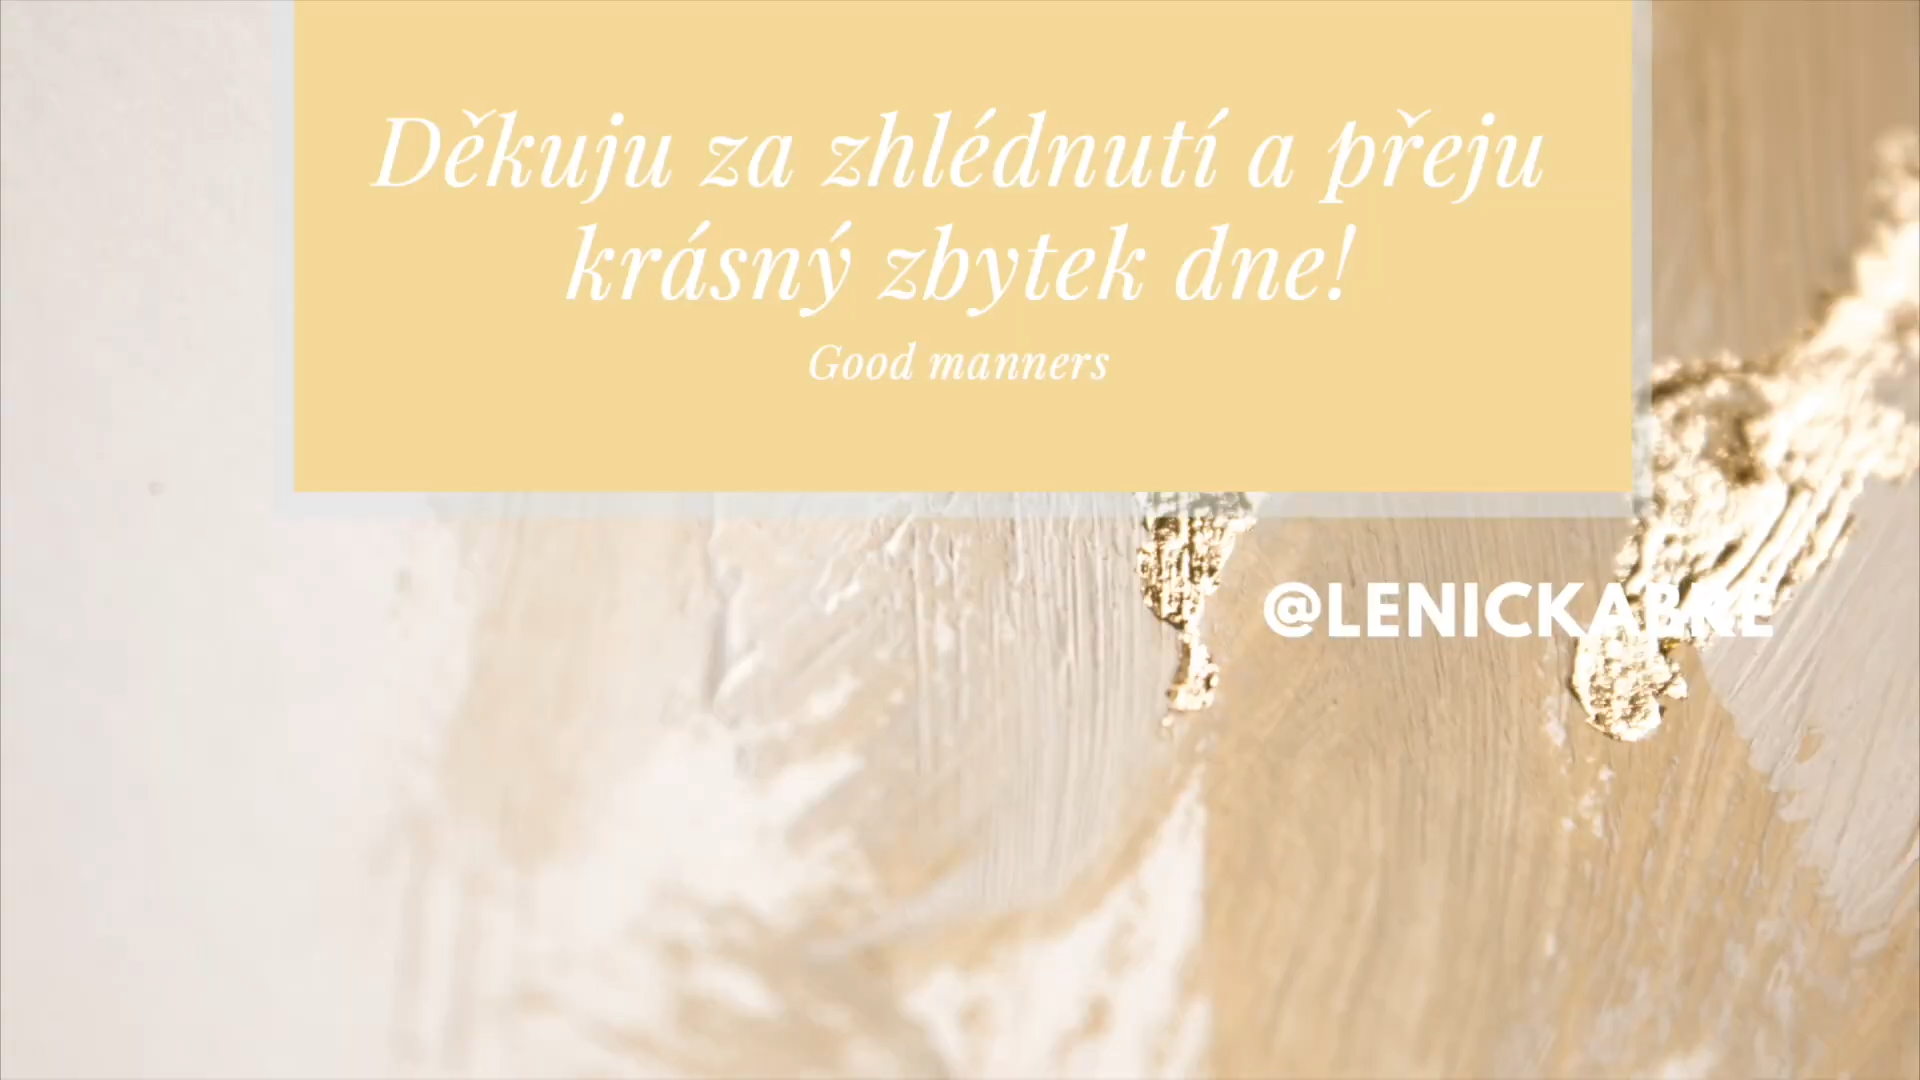 Děkuju za zhlédnutí a přeju
krásný zbytek dne!
Good manners
@LENICKABRE